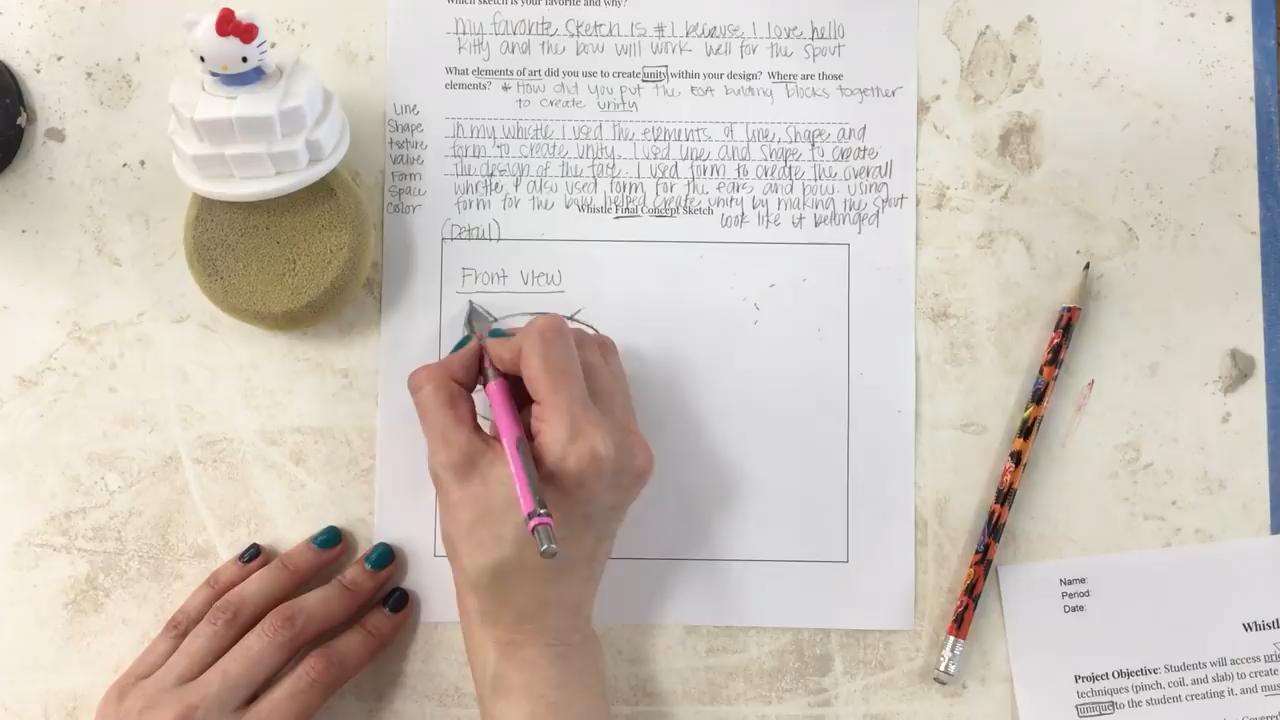 Which sketch is your favorite and why?
My favorite sketch is #1 because I love hello
kitty and the bow will work well for the spout
What elements of art did you use to create unity within your design? Where are those
elements? * How did you put the EOA building blocks together
to create unity
Line
Shape
texture
Value
Form
Space
Color
In my whistle I used the elements of line, shape and
form to create unity. I used line and shape to create
the design of the face. I used form to create the overall
whistle, I also used form for the ears and bow. using
form for the bow helped create unity by making the spout
look like it belonged
Whistle Final Concept Sketch
(Detail)
Front view
Name:
Period:
Date:
Whistl
Project Objective: Students will access
techniques (pinch, coil, and slab) to create
unique to the student creating it, and